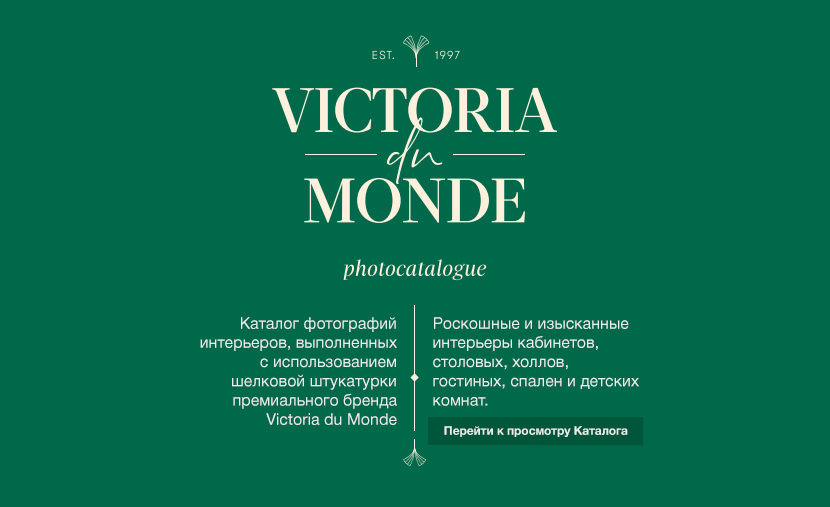 EST. 1997
VICTORIA
du
MONDE
photocatalogue
Каталог фотографий
интерьеров, выполненных
с использованием
шелковой штукатурки
премиального бренда
Victoria du Monde
Роскошные и изысканные
интерьеры кабинетов,
столовых, холлов,
гостиных, спален и детских
комнат.
Перейти к просмотру Каталога